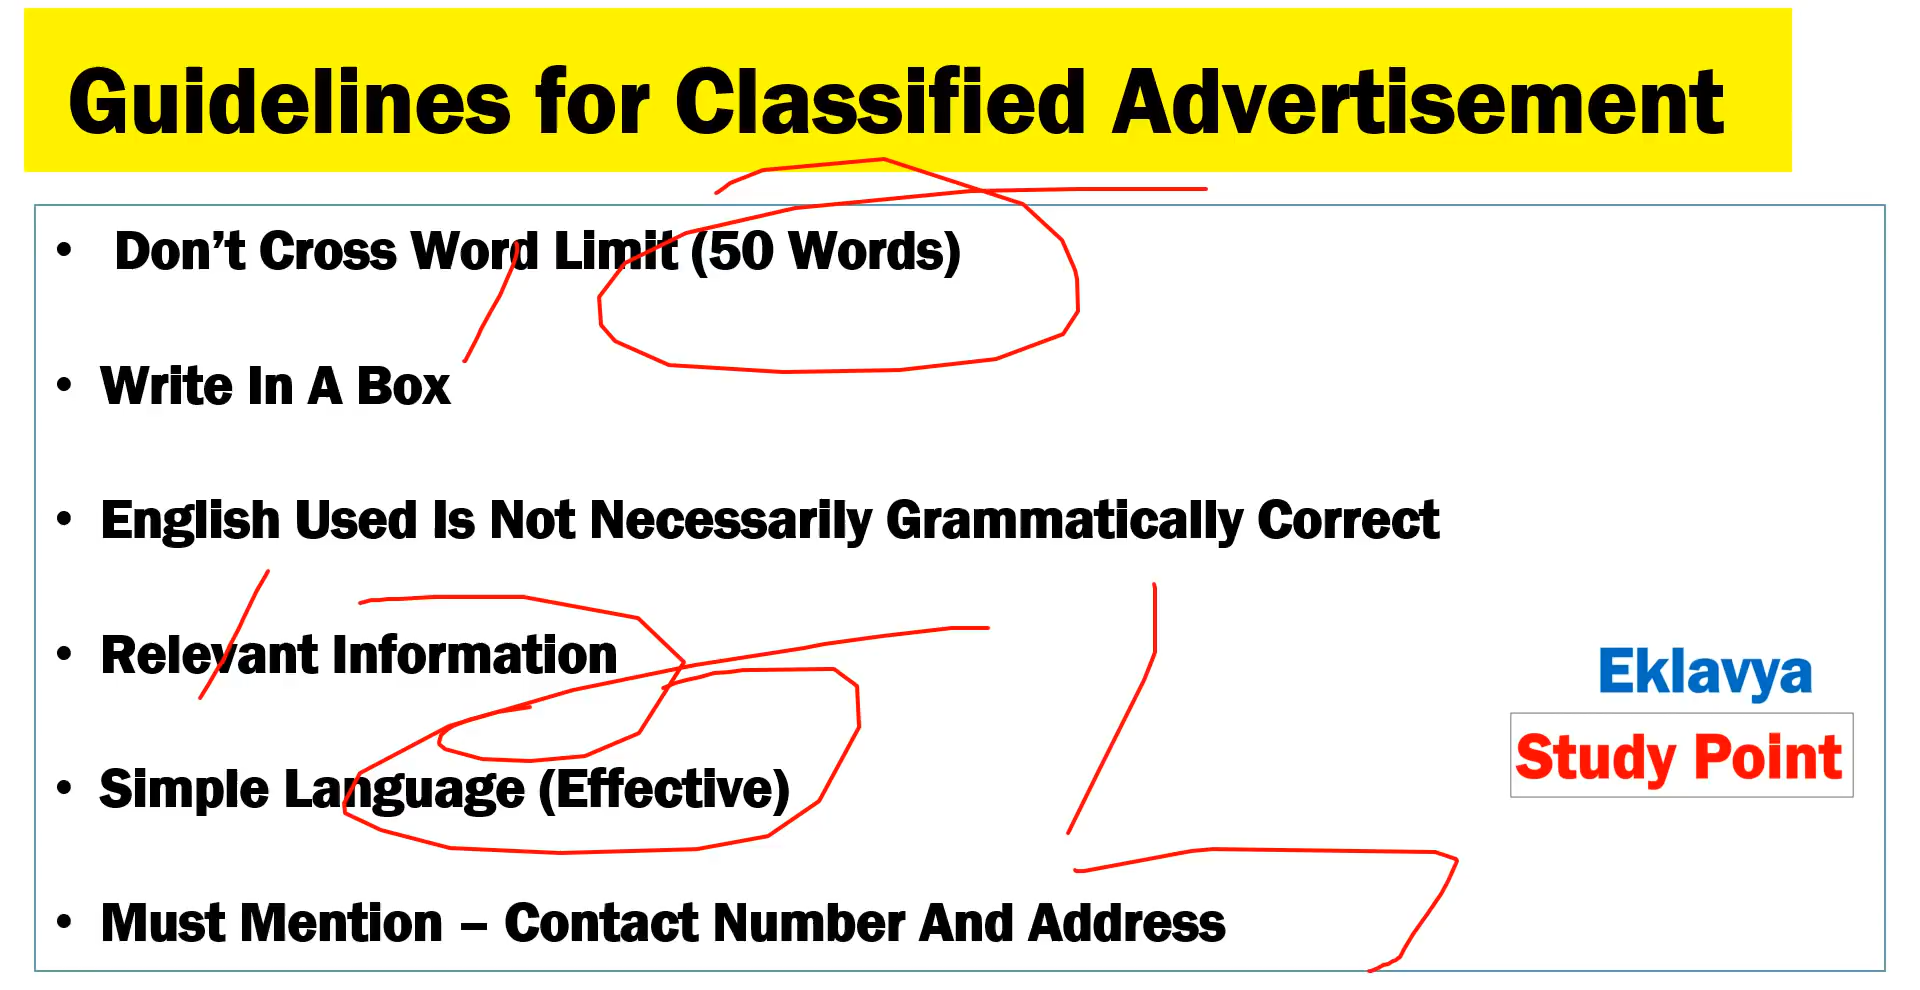 Guidelines for Classified Advertisement
• Don’t Cross Word Limit (50 Words)
• Write In A Box
• English Used Is Not Necessarily Grammatically Correct
• Relevant Information
• Simple Language (Effective)
• Must Mention – Contact Number And Address
Eklavya
Study Point